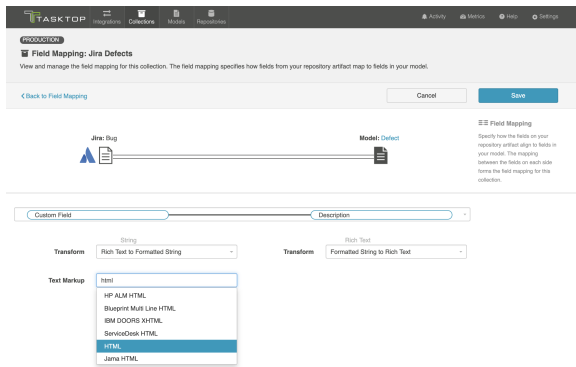 TASKTOP
Integrations
Collections
Models
Repositories
Activity
Metrics
Help
Settings
PRODUCTION
Field Mapping: Jira Defects
View and manage the field mapping for this collection. The field mapping specifies how fields from your repository artifact map to fields in your model.
Back to Field Mapping
Cancel
Save
Jira: Bug
Model: Defect
Field Mapping
Specify how the fields on your
repository artifact align to fields in
your model. The mapping
between the fields on each side
forms the field mapping for this
collection.
Custom Field
Description
String
Rich Text
Transform
Rich Text to Formatted String
Transform
Formatted String to Rich Text
Text Markup
html
HP ALM HTML
Blueprint Multi Line HTML
IBM DOORS XHTML
ServiceDesk HTML
HTML
Jama HTML